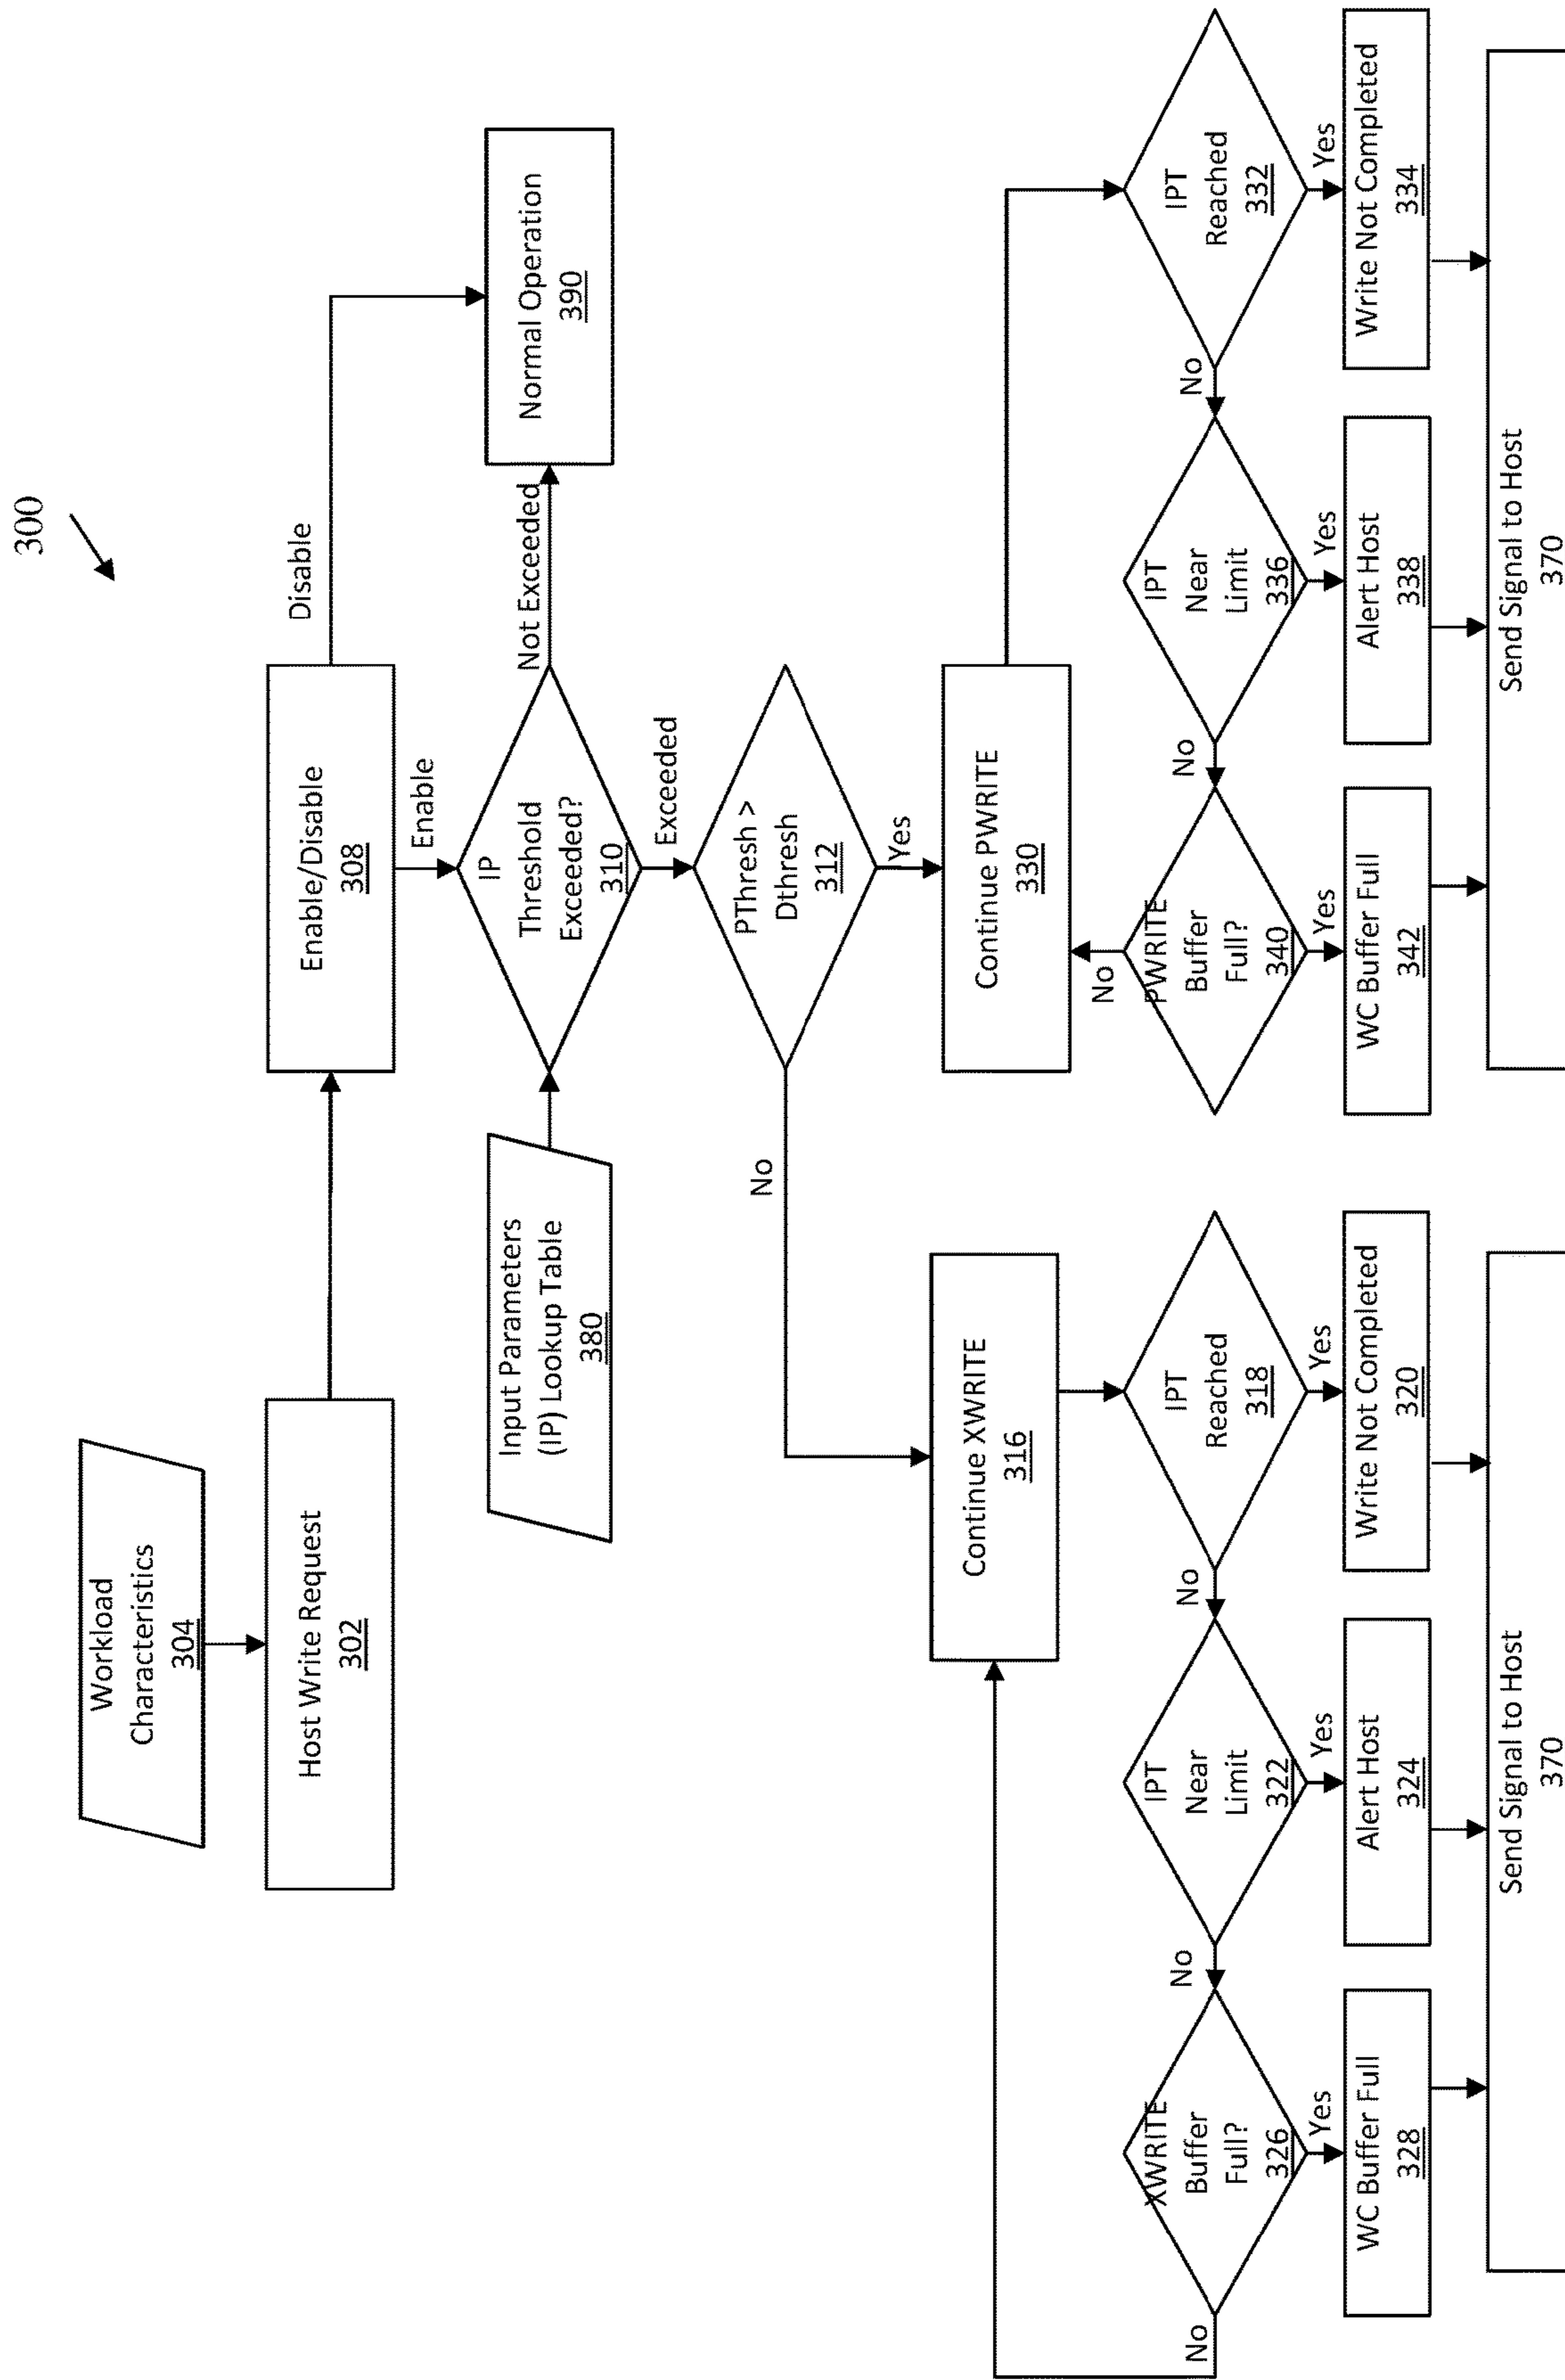 300
Workload
Characteristics
304
Host Write Request
302
Enable/Disable
308
Disable
Enable
Input Parameters
(IP) Lookup Table
380
IP
Threshold
Exceeded?
310
Not Exceeded
Normal Operation
390
Exceeded
PThresh >
Dthresh
312
No
Yes
Continue XWRITE
316
Continue PWRITE
330
No
XWRITE
Buffer
Full?
326
No
IPT
Near
Limit
322
No
IPT
Reached
318
No
PWRITE
Buffer
Full?
340
No
IPT
Near
Limit
336
No
IPT
Reached
332
Yes
Yes
Yes
Yes
Yes
Yes
WC Buffer Full
328
Alert Host
324
Write Not Completed
320
WC Buffer Full
342
Alert Host
338
Write Not Completed
334
Send Signal to Host
370
Send Signal to Host
370